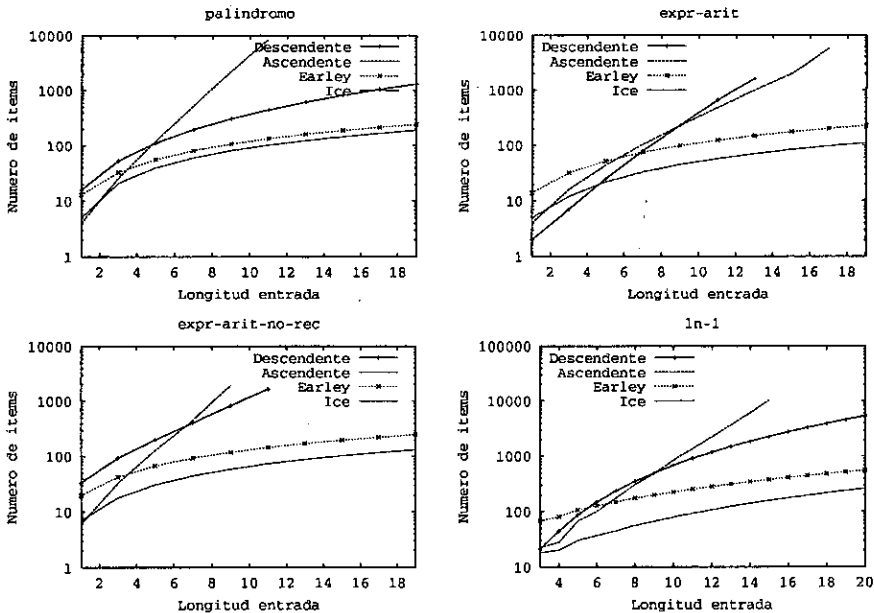 palindromo
10000
1000
100
10
1
Numero de items
Descendente
Ascendente
Earley
Ice
2 4 6 8 10 12 14 16 18
Longitud entrada
expr-arit
10000
1000
100
10
1
Numero de items
Descendente
Ascendente
Earley
Ice
2 4 6 8 10 12 14 16 18
Longitud entrada
expr-arit-no-rec
10000
1000
100
10
1
Numero de items
Descendente
Ascendente
Earley
Ice
2 4 6 8 10 12 14 16 18
Longitud entrada
ln-1
100000
10000
1000
100
10
Numero de items
Descendente
Ascendente
Earley
Ice
4 6 8 10 12 14 16 18 20
Longitud entrada